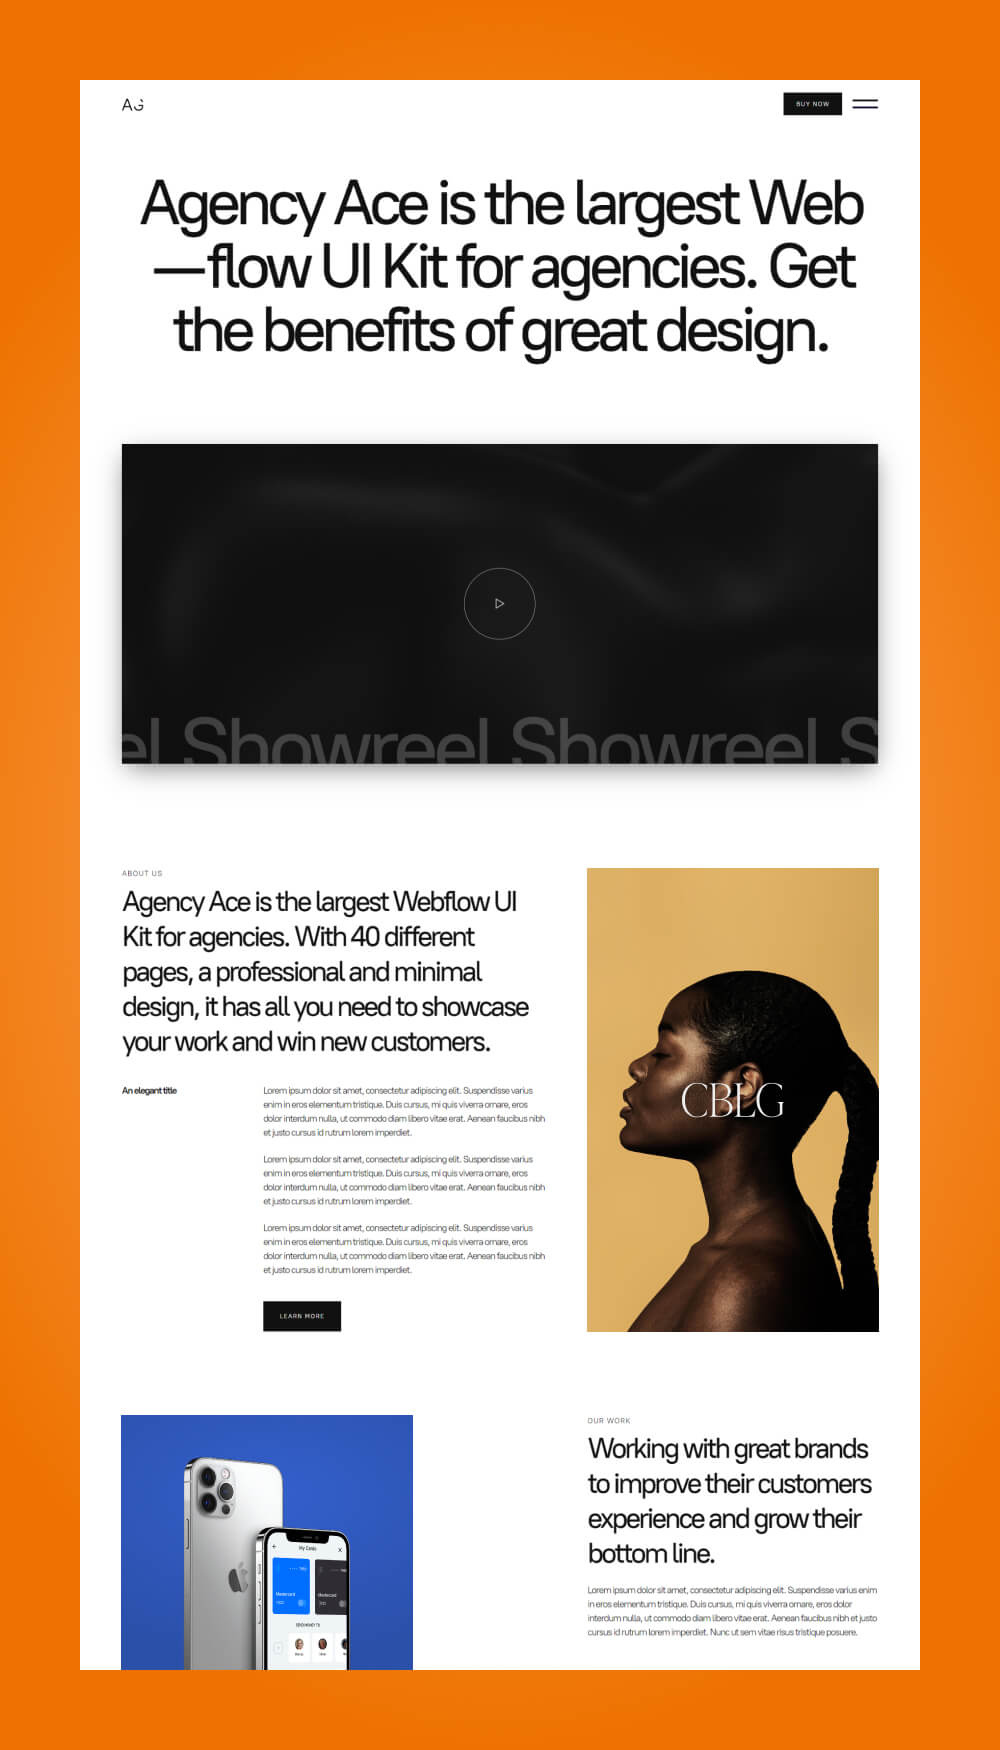 AG
BUY NOW
Agency Ace is the largest Web
—flow UI Kit for agencies. Get
the benefits of great design.
el Showreel Showreel S
ABOUT US
Agency Ace is the largest Webflow UI
Kit for agencies. With 40 different
pages, a professional and minimal
design, it has all you need to showcase
your work and win new customers.
An elegant title
Lorem ipsum dolor sit amet, consectetur adipiscing elit. Suspendisse varius
enim in eros elementum tristique. Duis cursus, mi quis viverra ornare, eros
dolor interdum nulla, ut commodo diam libero vitae erat. Aenean faucibus nibh
et justo cursus id rutrum lorem imperdiet.
Lorem ipsum dolor sit amet, consectetur adipiscing elit. Suspendisse varius
enim in eros elementum tristique. Duis cursus, mi quis viverra ornare, eros
dolor interdum nulla, ut commodo diam libero vitae erat. Aenean faucibus nibh
et justo cursus id rutrum lorem imperdiet.
Lorem ipsum dolor sit amet, consectetur adipiscing elit. Suspendisse varius
enim in eros elementum tristique. Duis cursus, mi quis viverra ornare, eros
dolor interdum nulla, ut commodo diam libero vitae erat. Aenean faucibus nibh
et justo cursus id rutrum lorem imperdiet.
LEARN MORE
CBLG
My Cards
Mastercard
Mastercard
SEND MONEY TO
OUR WORK
Working with great brands
to improve their customers
experience and grow their
bottom line.
Lorem ipsum dolor sit amet, consectetur adipiscing elit. Suspendisse varius enim
in eros elementum tristique. Duis cursus, mi quis viverra ornare, eros dolor
interdum nulla, ut commodo diam libero vitae erat. Aenean faucibus nibh et justo
cursus id rutrum lorem imperdiet. Nunc ut sem vitae risus tristique posuere.